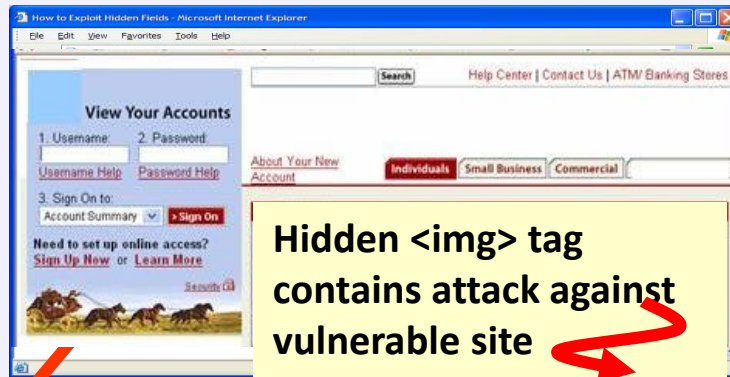 How to Exploit Hidden Fields - Microsoft Internet Explorer
File Edit View Favorites Tools Help
Search
Help Center | Contact Us | ATM/ Banking Stores
View Your Accounts
1. Username: 2. Password:
Username Help Password Help
3. Sign On to:
Account Summary > Sign On
Need to set up online access?
Sign Up Now or Learn More
Security
About Your New
Account
Individuals Small Business Commercial
Hidden <img> tag
contains attack against
vulnerable site